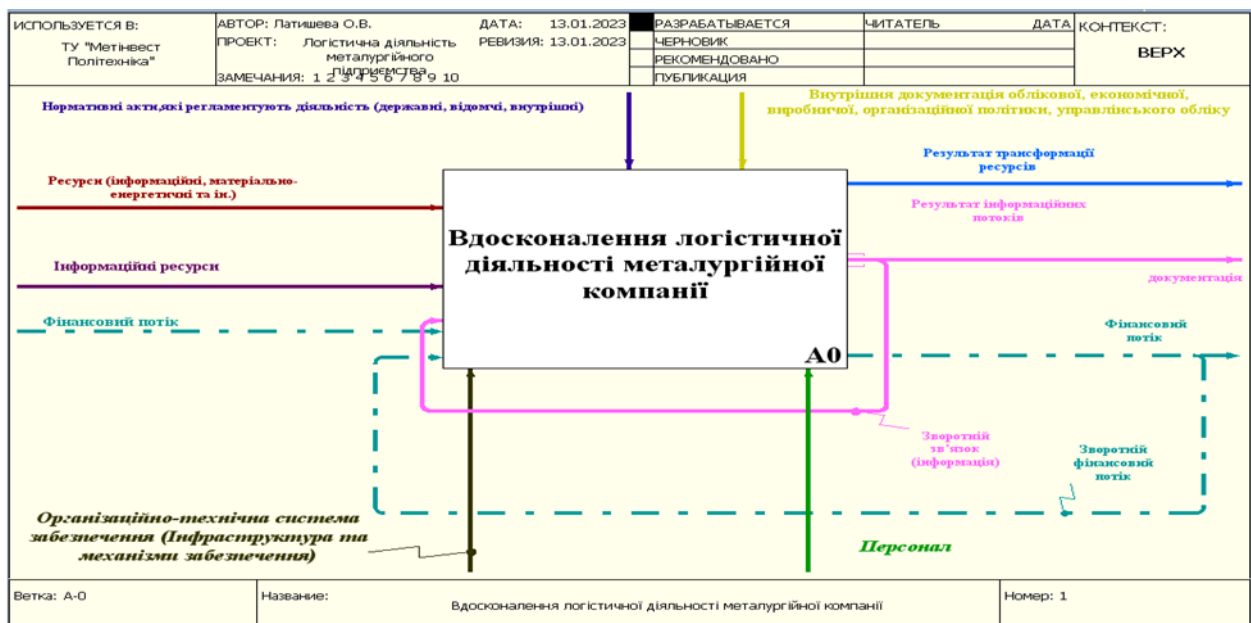 ИСПОЛЬЗУЕТСЯ В:
ТУ "Метінвест
Політехніка"
АВТОР: Латишева О.В.
ДАТА: 13.01.2023
ПРОЕКТ: Логістична діяльність
металургійного
підприємства
РЕВИЗИЯ: 13.01.2023
ЗАМЕЧАНИЯ: 1 2 3 4 5 6 7 8 9 10
РАЗРАБАТЫВАЕТСЯ
ЧЕРНОВИК
РЕКОМЕНДОВАНО
ПУБЛИКАЦИЯ
ЧИТАТЕЛЬ
ДАТА
КОНТЕКСТ:
ВЕРХ
Нормативні акти,які регламентують діяльність (державні, відомчі, внутрішні)
Внутрішня документація облікової, економічної,
виробничої, організаційної політики, управлінського обліку
Ресурси (інформаційні, матеріально-
енергетичні та ін.)
Результат трансформації
ресурсів
Результат інформаційних
потоків
Вдосконалення логістичної
діяльності металургійної
компанії
Інформаційні ресурси
документація
Фінансовий потік
Фінансовий
потік
A0
Зворотній
зв'язок
(інформація)
Зворотній
фінансовий
потік
Організаційно-технічна система
забезпечення (Інфраструктура та
механізми забезпечення)
Персонал
Ветка: A-0
Название:
Вдосконалення логістичної діяльності металургійної компанії
Номер: 1